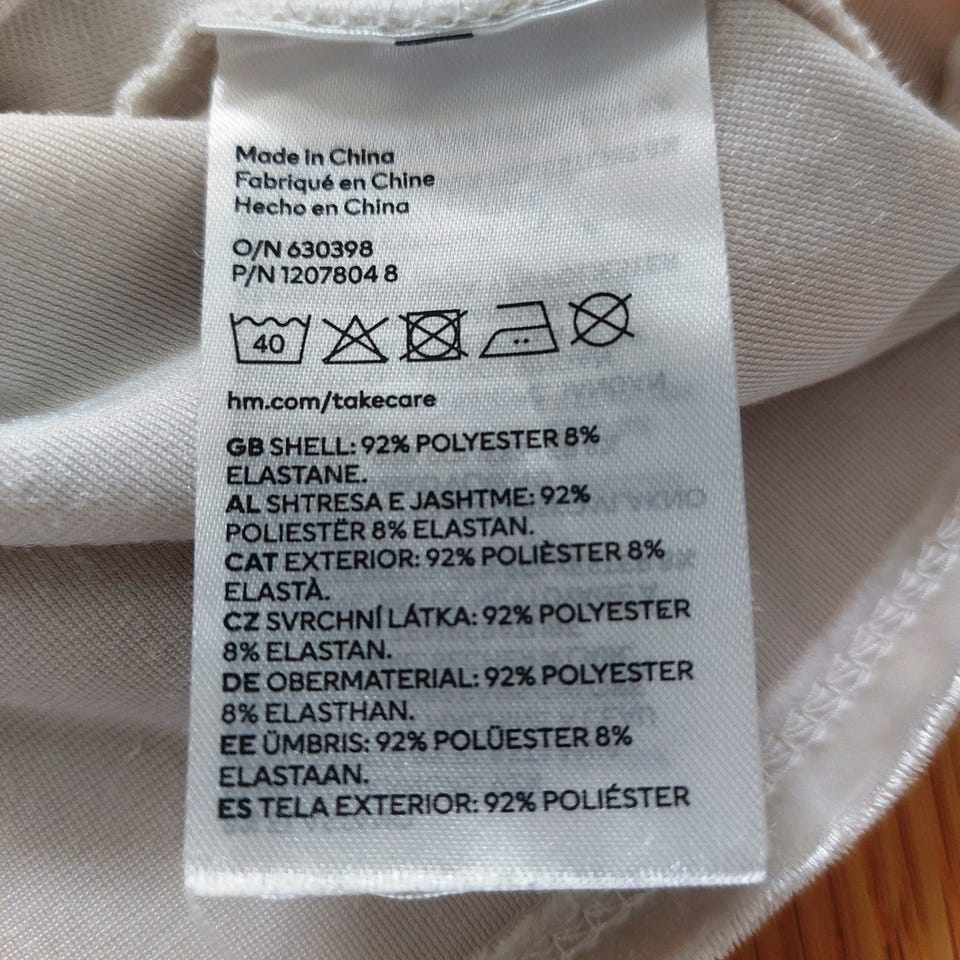 Made in China
Fabriqué en Chine
Hecho en China
O/N 630398
P/N 1207804 8
40
hm.com/takecare
GB SHELL: 92% POLYESTER 8%
ELASTANE.
AL SHTRESA E JASHTME: 92%
POLIESTËR 8% ELASTAN.
CAT EXTERIOR: 92% POLIÈSTER 8%
ELASTÀ.
CZ SVRCHNÍ LÁTKA: 92% POLYESTER
8% ELASTAN.
DE OBERMATERIAL: 92% POLYESTER
8% ELASTHAN.
EE ÜMBRIS: 92% POLÜESTER 8%
ELASTAAN.
ES TELA EXTERIOR: 92% POLIÉSTER